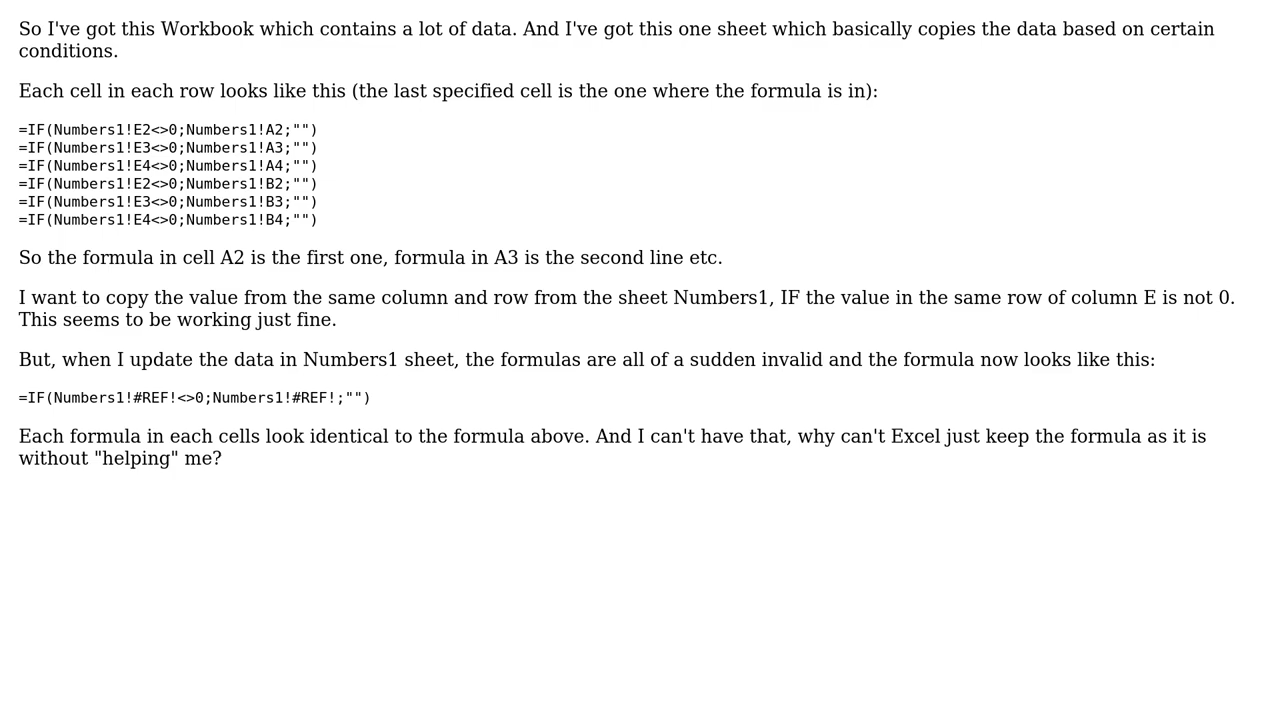 So I've got this Workbook which contains a lot of data. And I've got this one sheet which basically copies the data based on certain
conditions.
Each cell in each row looks like this (the last specified cell is the one where the formula is in):
=IF(Numbers1!E2<>0;Numbers1!A2;"")
=IF(Numbers1!E3<>0;Numbers1!A3;"")
=IF(Numbers1!E4<>0;Numbers1!A4;"")
=IF(Numbers1!E2<>0;Numbers1!B2;"")
=IF(Numbers1!E3<>0;Numbers1!B3;"")
=IF(Numbers1!E4<>0;Numbers1!B4;"")
So the formula in cell A2 is the first one, formula in A3 is the second line etc.
I want to copy the value from the same column and row from the sheet Numbers1, IF the value in the same row of column E is not 0.
This seems to be working just fine.
But, when I update the data in Numbers1 sheet, the formulas are all of a sudden invalid and the formula now looks like this:
=IF(Numbers1!#REF!<>0;Numbers1!#REF!;"")
Each formula in each cells look identical to the formula above. And I can't have that, why can't Excel just keep the formula as it is
without "helping" me?